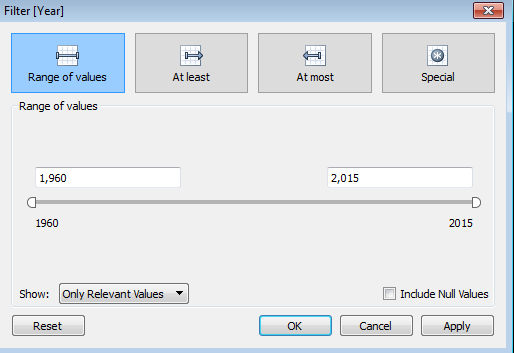 Filter [Year]
Range of values
At least
At most
Special
Range of values
1,960
2,015
1960
2015
Show: Only Relevant Values
Include Null Values
Reset
OK
Cancel
Apply